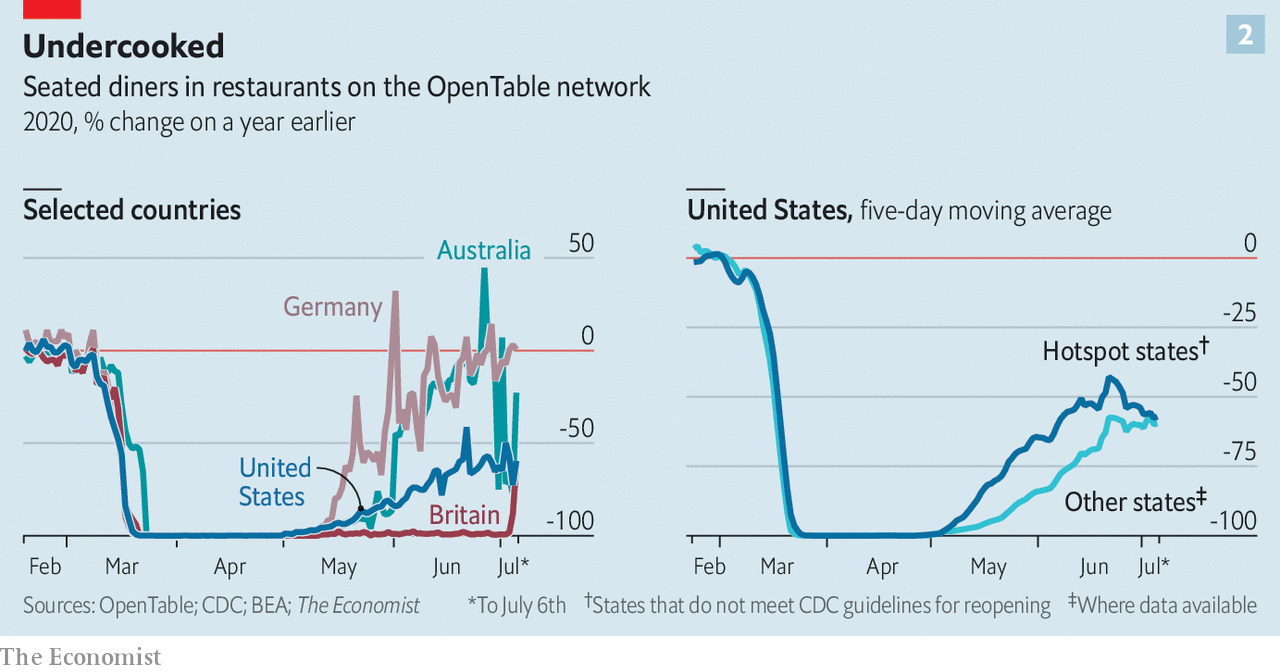 2
Undercooked
Seated diners in restaurants on the OpenTable network
2020, % change on a year earlier
Selected countries
50
Australia
Germany
0
-50
United
States
Britain
-100
Feb Mar Apr May Jun Jul*
United States, five-day moving average
0
-25
Hotspot states†
-50
-75
Other states‡
-100
Feb Mar Apr May Jun Jul*
Sources: OpenTable; CDC; BEA; The Economist *To July 6th †States that do not meet CDC guidelines for reopening ‡Where data available
The Economist